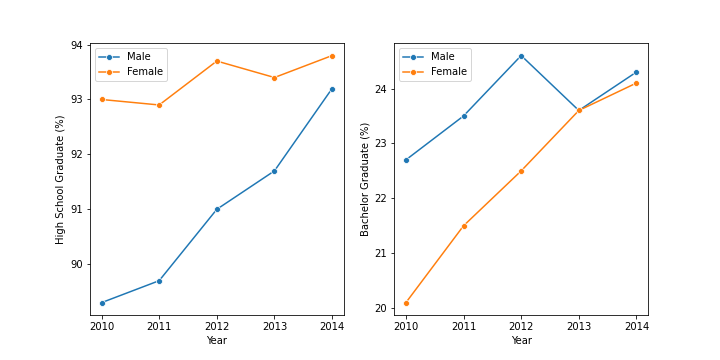 High School Graduate (%)
94
93
92
91
90
Male
Female
2010 2011 2012 2013 2014
Year
Bachelor Graduate (%)
24
23
22
21
20
Male
Female
2010 2011 2012 2013 2014
Year